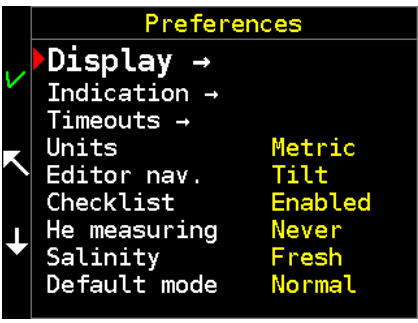 Preferences
Display →
Indication →
Timeouts →
Units Metric
Editor nav. Tilt
Checklist Enabled
He measuring Never
Salinity Fresh
Default mode Normal